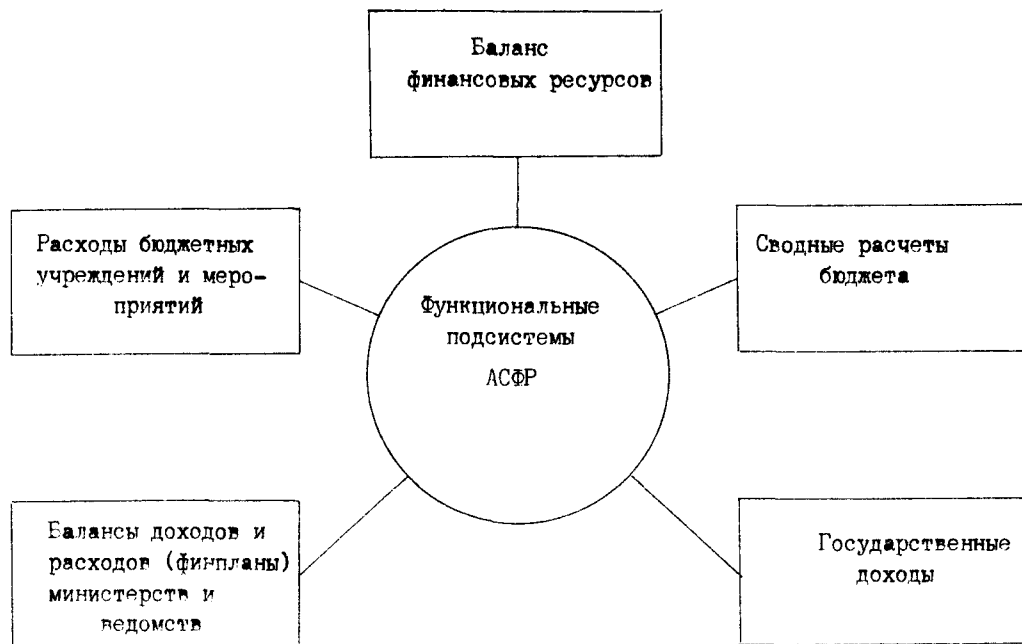 Баланс
финансовых ресурсов
Расходы бюджетных
учреждений и меро-
приятий
Сводные расчеты
бюджета
Функциональные
подсистемы
АСФР
Балансы доходов и
расходов (финпланы)
министерств и
ведомств
Государственные
доходы